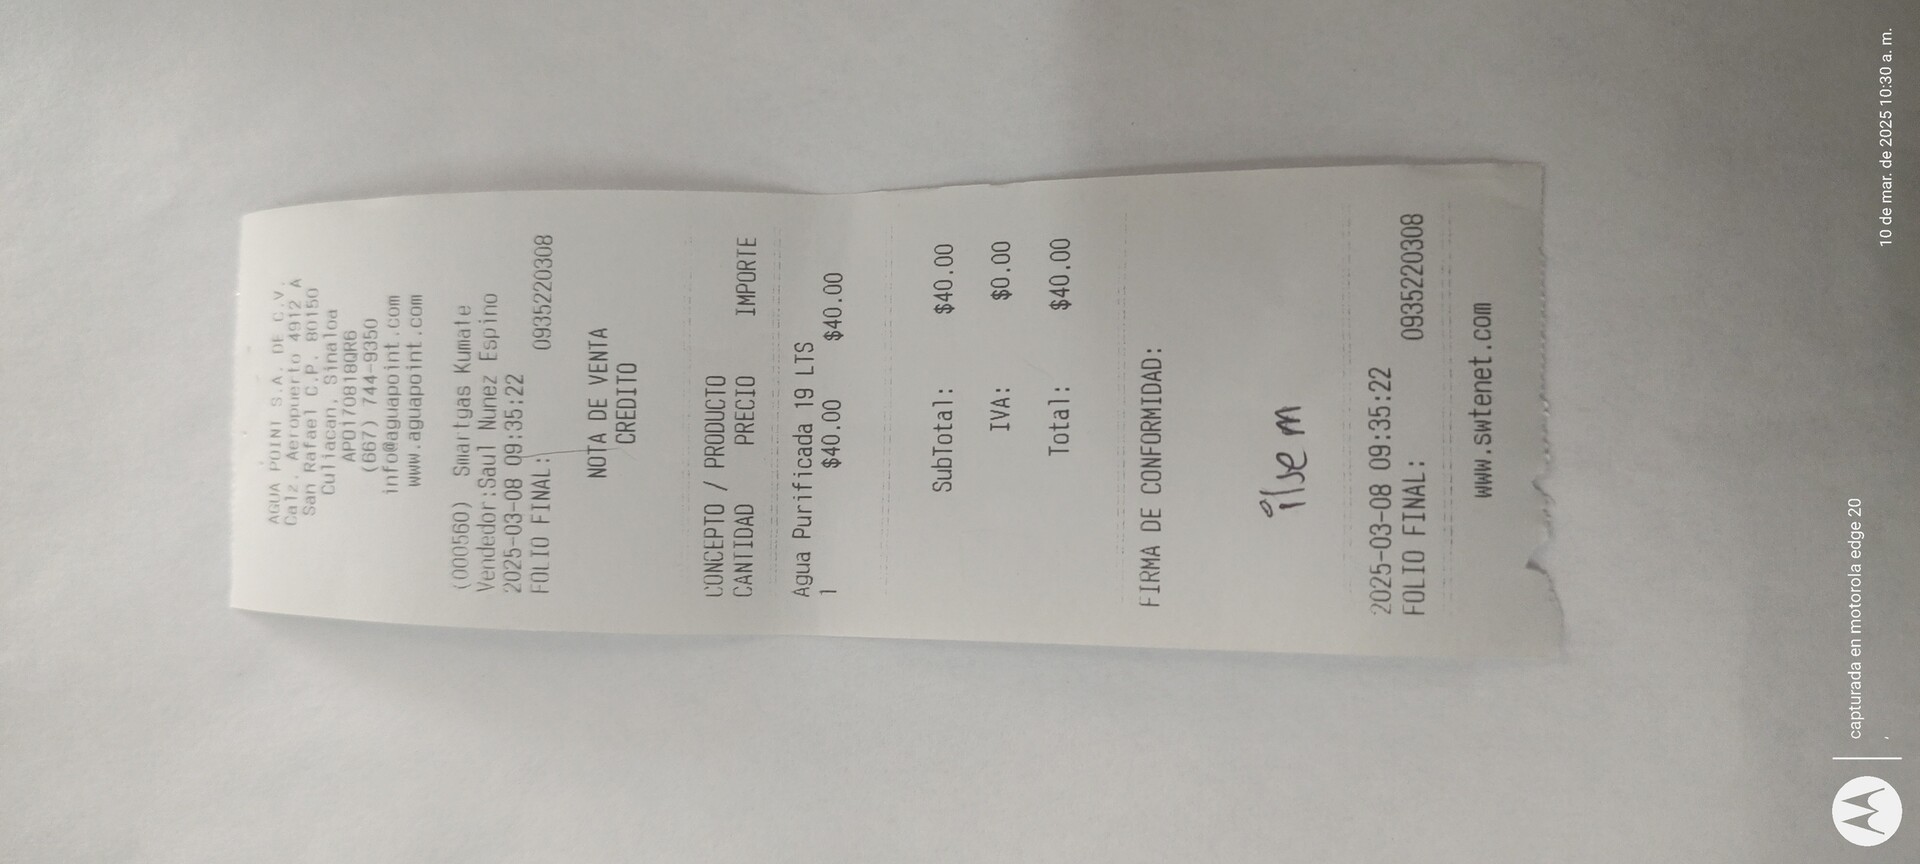 AGUA POINT S.A. DE C.V.
Calz. Aeropuerto 4912 A
San Rafael C.P. 80150
Culiacan, Sinaloa
APO170818QR6
(667) 744-9350
info@aguapoint.com
www.aguapoint.com
(000560) Smartgas Kumate
Vendedor:Saul Nunez Espino
2025-03-08 09:35:22
FOLIO FINAL: 0935220308
NOTA DE VENTA
CREDITO
CONCEPTO / PRODUCTO
CANTIDAD PRECIO IMPORTE
Agua Purificada 19 LTS
1 $40.00 $40.00
SubTotal: $40.00
IVA: $0.00
Total: $40.00
FIRMA DE CONFORMIDAD:
ilse m
2025-03-08 09:35:22
FOLIO FINAL: 0935220308
www.swtenet.com
capturada en motorola edge 20
10 de mar. de 2025 10:30 a. m.